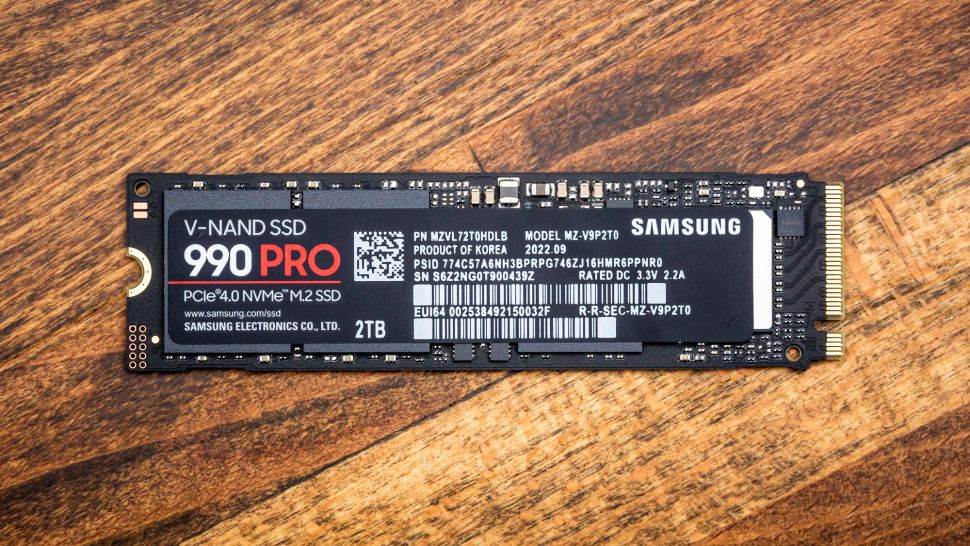 V-NAND SSD
990 PRO
PCIe®4.0 NVMe™ M.2 SSD
www.samsung.com/ssd
SAMSUNG ELECTRONICS CO., LTD.
2TB
SAMSUNG
PN MZVL72T0HDLB MODEL MZ-V9P2T0
PRODUCT OF KOREA 2022.09
PSID 774C57A6NH3BPRPG746ZJ16HMR6PPNR0
SN S6Z2NG0T900439Z RATED DC 3.3V 2.2A
EUI64 002538492150032F R-R-SEC-MZ-V9P2T0